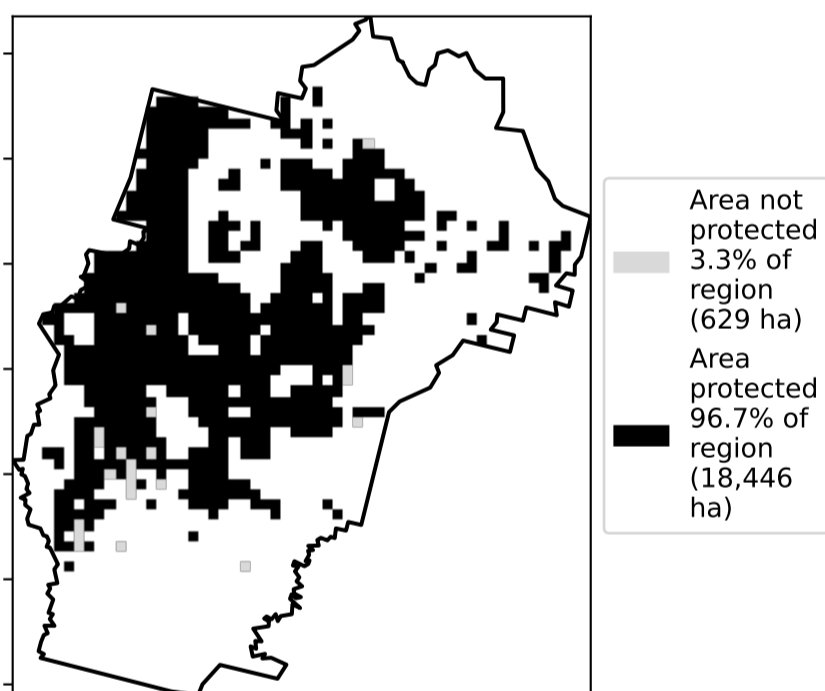 Area not
protected
3.3% of
region
(629 ha)
Area
protected
96.7% of
region
(18,446
ha)